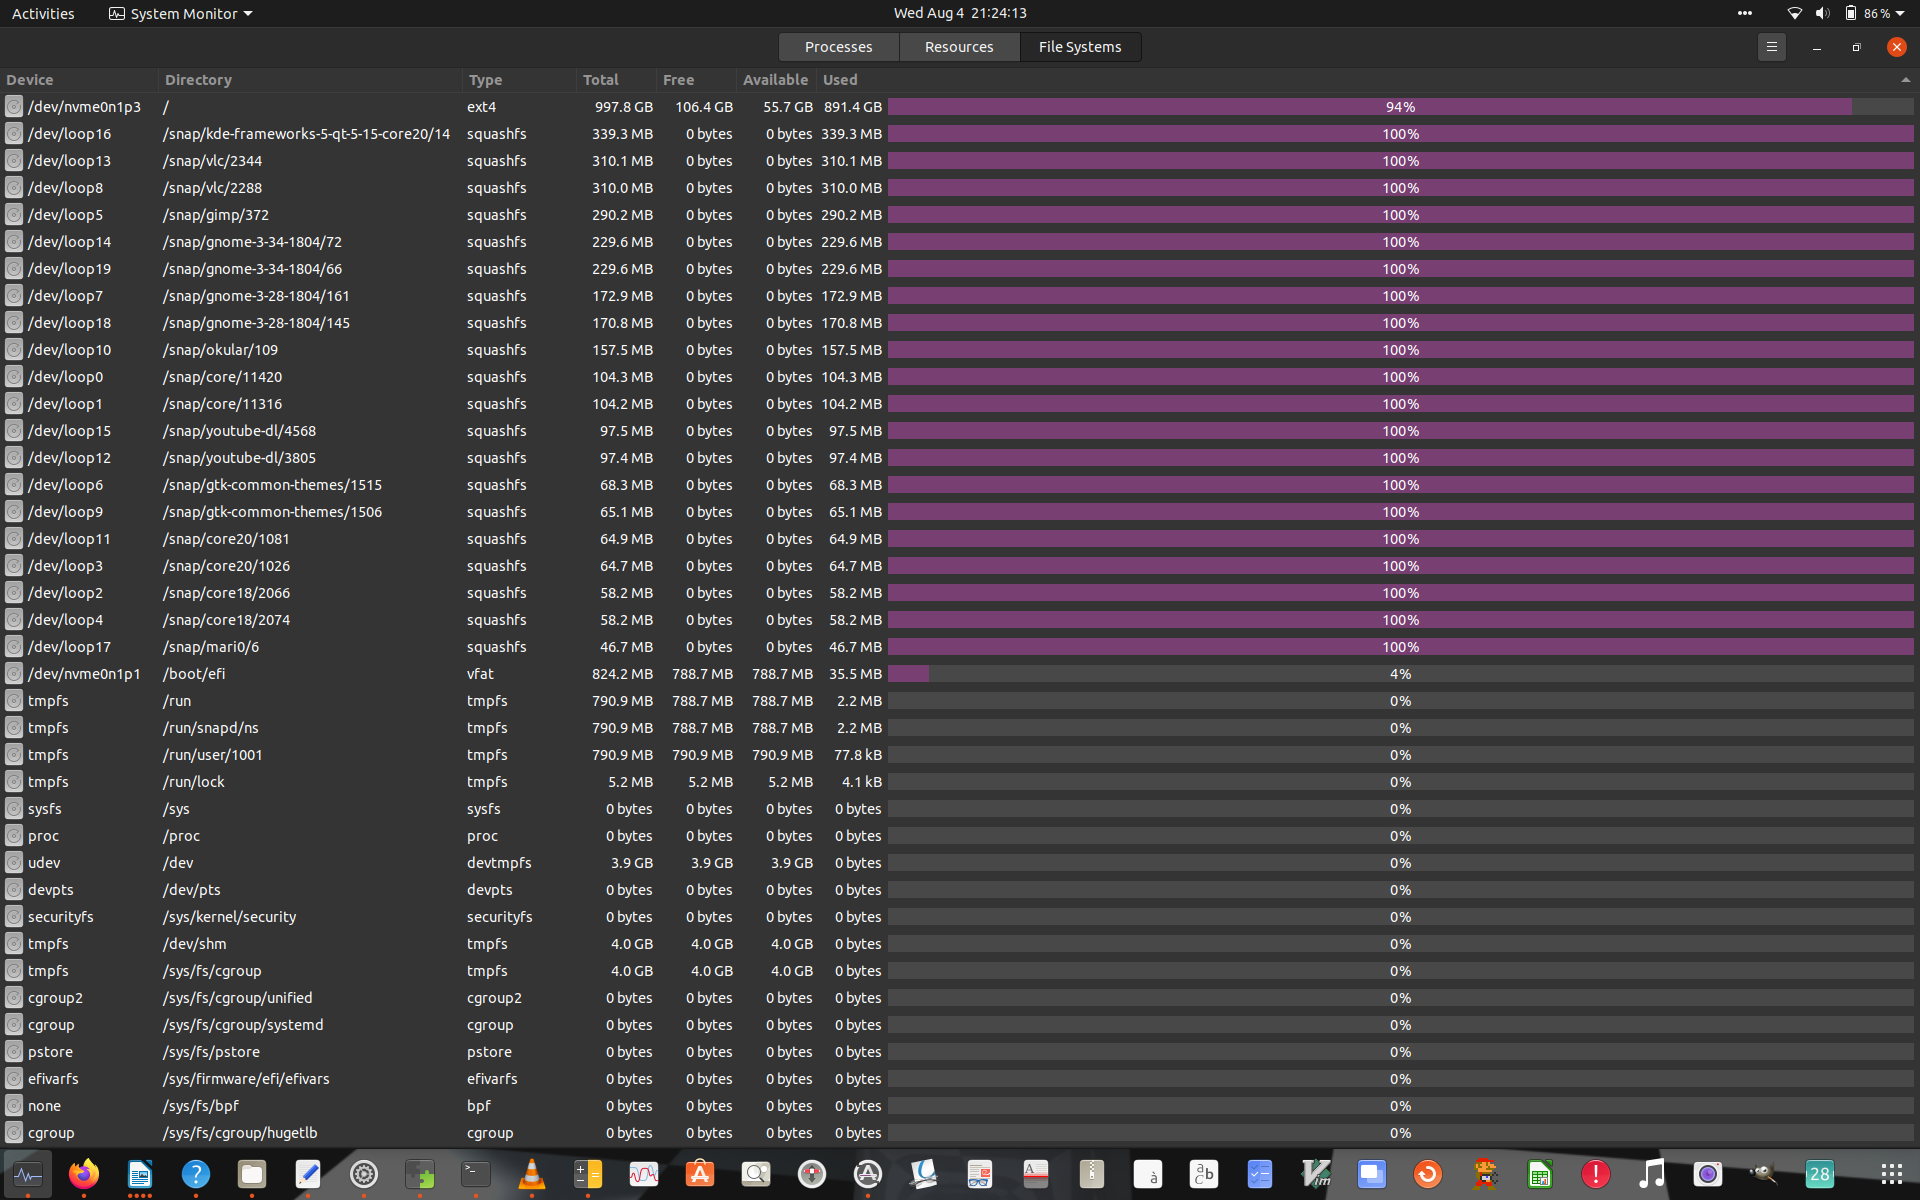 Activities System Monitor Wed Aug 4 21:24:13 86%
Processes Resources File Systems
Device Directory Type Total Free Available Used
/dev/nvme0n1p3 / ext4 997.8 GB 106.4 GB 55.7 GB 891.4 GB 94%
/dev/loop16 /snap/kde-frameworks-5-qt-5-15-core20/14 squashfs 339.3 MB 0 bytes 0 bytes 339.3 MB 100%
/dev/loop13 /snap/vlc/2344 squashfs 310.1 MB 0 bytes 0 bytes 310.1 MB 100%
/dev/loop8 /snap/vlc/2288 squashfs 310.0 MB 0 bytes 0 bytes 310.0 MB 100%
/dev/loop5 /snap/gimp/372 squashfs 290.2 MB 0 bytes 0 bytes 290.2 MB 100%
/dev/loop14 /snap/gnome-3-34-1804/72 squashfs 229.6 MB 0 bytes 0 bytes 229.6 MB 100%
/dev/loop19 /snap/gnome-3-34-1804/66 squashfs 229.6 MB 0 bytes 0 bytes 229.6 MB 100%
/dev/loop7 /snap/gnome-3-28-1804/161 squashfs 172.9 MB 0 bytes 0 bytes 172.9 MB 100%
/dev/loop18 /snap/gnome-3-28-1804/145 squashfs 170.8 MB 0 bytes 0 bytes 170.8 MB 100%
/dev/loop10 /snap/okular/109 squashfs 157.5 MB 0 bytes 0 bytes 157.5 MB 100%
/dev/loop0 /snap/core/11420 squashfs 104.3 MB 0 bytes 0 bytes 104.3 MB 100%
/dev/loop1 /snap/core/11316 squashfs 104.2 MB 0 bytes 0 bytes 104.2 MB 100%
/dev/loop15 /snap/youtube-dl/4568 squashfs 97.5 MB 0 bytes 0 bytes 97.5 MB 100%
/dev/loop12 /snap/youtube-dl/3805 squashfs 97.4 MB 0 bytes 0 bytes 97.4 MB 100%
/dev/loop6 /snap/gtk-common-themes/1515 squashfs 68.3 MB 0 bytes 0 bytes 68.3 MB 100%
/dev/loop9 /snap/gtk-common-themes/1506 squashfs 65.1 MB 0 bytes 0 bytes 65.1 MB 100%
/dev/loop11 /snap/core20/1081 squashfs 64.9 MB 0 bytes 0 bytes 64.9 MB 100%
/dev/loop3 /snap/core20/1026 squashfs 64.7 MB 0 bytes 0 bytes 64.7 MB 100%
/dev/loop2 /snap/core18/2066 squashfs 58.2 MB 0 bytes 0 bytes 58.2 MB 100%
/dev/loop4 /snap/core18/2074 squashfs 58.2 MB 0 bytes 0 bytes 58.2 MB 100%
/dev/loop17 /snap/mari0/6 squashfs 46.7 MB 0 bytes 0 bytes 46.7 MB 100%
/dev/nvme0n1p1 /boot/efi vfat 824.2 MB 788.7 MB 788.7 MB 35.5 MB 4%
tmpfs /run tmpfs 790.9 MB 788.7 MB 788.7 MB 2.2 MB 0%
tmpfs /run/snapd/ns tmpfs 790.9 MB 788.7 MB 788.7 MB 2.2 MB 0%
tmpfs /run/user/1001 tmpfs 790.9 MB 790.9 MB 790.9 MB 77.8 kB 0%
tmpfs /run/lock tmpfs 5.2 MB 5.2 MB 5.2 MB 4.1 kB 0%
sysfs /sys sysfs 0 bytes 0 bytes 0 bytes 0 bytes 0%
proc /proc proc 0 bytes 0 bytes 0 bytes 0 bytes 0%
udev /dev devtmpfs 3.9 GB 3.9 GB 3.9 GB 0 bytes 0%
devpts /dev/pts devpts 0 bytes 0 bytes 0 bytes 0 bytes 0%
securityfs /sys/kernel/security securityfs 0 bytes 0 bytes 0 bytes 0 bytes 0%
tmpfs /dev/shm tmpfs 4.0 GB 4.0 GB 4.0 GB 0 bytes 0%
tmpfs /sys/fs/cgroup tmpfs 4.0 GB 4.0 GB 4.0 GB 0 bytes 0%
cgroup2 /sys/fs/cgroup/unified cgroup2 0 bytes 0 bytes 0 bytes 0 bytes 0%
cgroup /sys/fs/cgroup/systemd cgroup 0 bytes 0 bytes 0 bytes 0 bytes 0%
pstore /sys/fs/pstore pstore 0 bytes 0 bytes 0 bytes 0 bytes 0%
efivarfs /sys/firmware/efi/efivars efivarfs 0 bytes 0 bytes 0 bytes 0 bytes 0%
none /sys/fs/bpf bpf 0 bytes 0 bytes 0 bytes 0 bytes 0%
cgroup /sys/fs/cgroup/hugetlb cgroup 0 bytes 0 bytes 0 bytes 0 bytes 0%
? >_ A à a b c Vim ! 28